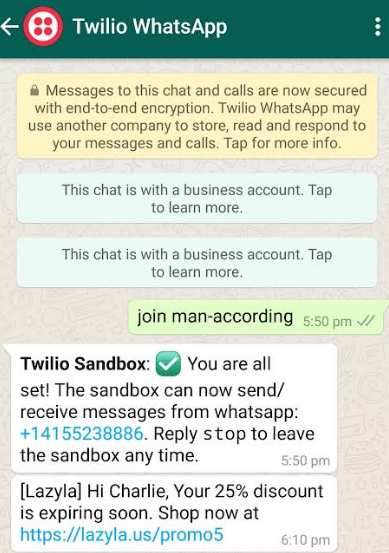 Twilio WhatsApp
Messages to this chat and calls are now secured
with end-to-end encryption. Twilio WhatsApp may
use another company to store, read and respond to
your messages and calls. Tap for more info.
This chat is with a business account. Tap
to learn more.
This chat is with a business account. Tap
to learn more.
join man-according 5:50 pm
Twilio Sandbox: ✅ You are all
set! The sandbox can now send/
receive messages from whatsapp:
+14155238886. Reply stop to leave
the sandbox any time. 5:50 pm
[Lazyla] Hi Charlie, Your 25% discount
is expiring soon. Shop now at
https://lazyla.us/promo5 6:10 pm